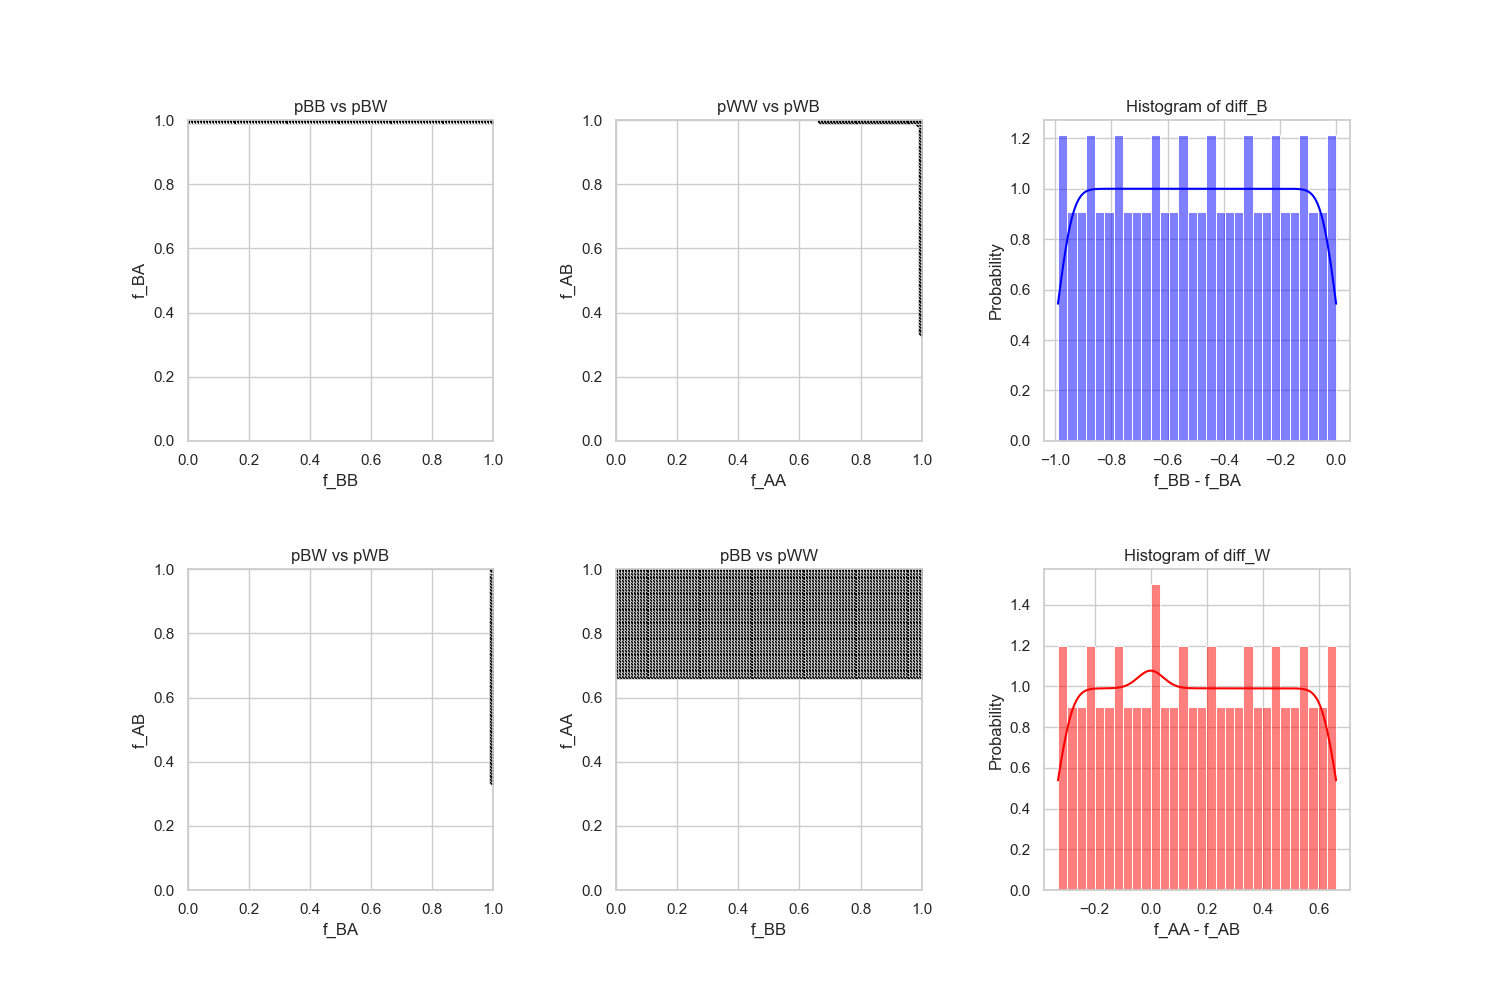 pBB vs pBW
1.0
0.8
0.6
0.4
0.2
0.0
f_BA
0.0 0.2 0.4 0.6 0.8 1.0
f_BB
pWW vs pWB
1.0
0.8
0.6
0.4
0.2
0.0
f_AB
0.0 0.2 0.4 0.6 0.8 1.0
f_AA
Histogram of diff_B
1.2
1.0
0.8
0.6
0.4
0.2
0.0
Probability
−1.0 −0.8 −0.6 −0.4 −0.2 0.0
f_BB - f_BA
pBW vs pWB
1.0
0.8
0.6
0.4
0.2
0.0
f_AB
0.0 0.2 0.4 0.6 0.8 1.0
f_BA
pBB vs pWW
1.0
0.8
0.6
0.4
0.2
0.0
f_AA
0.0 0.2 0.4 0.6 0.8 1.0
f_BB
Histogram of diff_W
1.4
1.2
1.0
0.8
0.6
0.4
0.2
0.0
Probability
−0.2 0.0 0.2 0.4 0.6
f_AA - f_AB